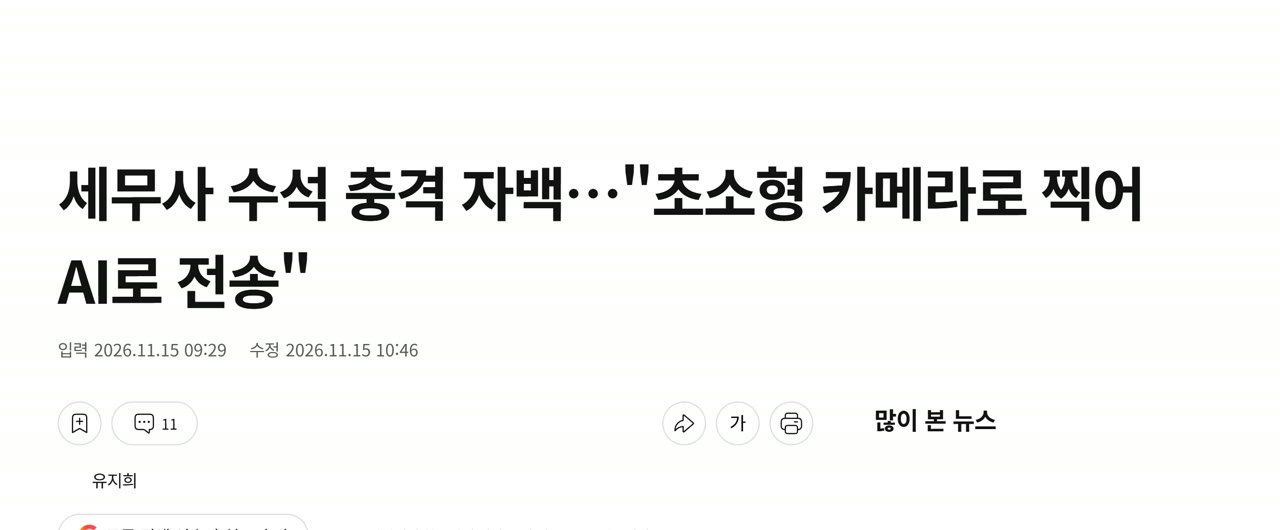 세무사 수석 충격 자백…"초소형 카메라로 찍어
AI로 전송"
입력 2026.11.15 09:29 수정 2026.11.15 10:46
11
가
많이 본 뉴스
유지희